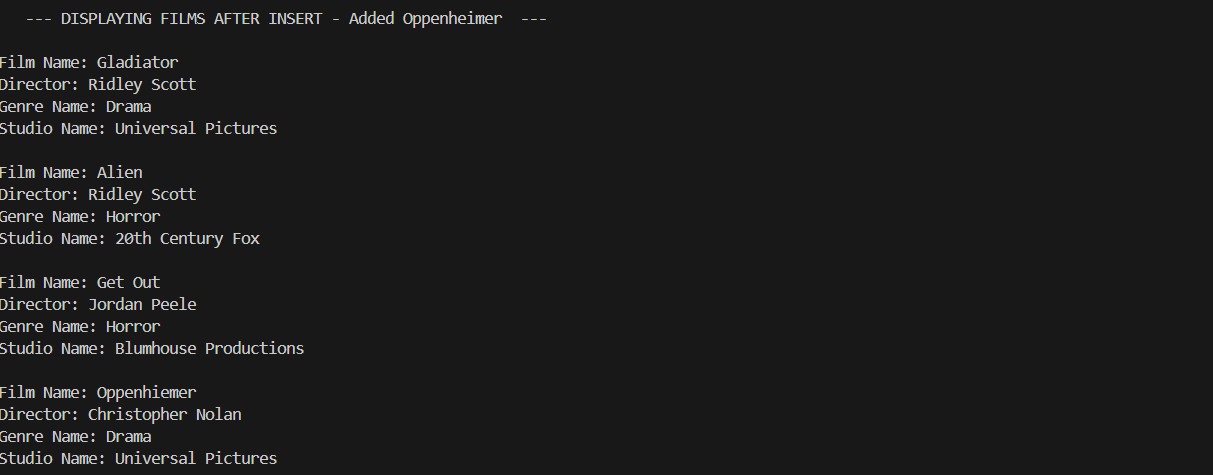 --- DISPLAYING FILMS AFTER INSERT - Added Oppenheimer ---
Film Name: Gladiator
Director: Ridley Scott
Genre Name: Drama
Studio Name: Universal Pictures
Film Name: Alien
Director: Ridley Scott
Genre Name: Horror
Studio Name: 20th Century Fox
Film Name: Get Out
Director: Jordan Peele
Genre Name: Horror
Studio Name: Blumhouse Productions
Film Name: Oppenhiemer
Director: Christopher Nolan
Genre Name: Drama
Studio Name: Universal Pictures